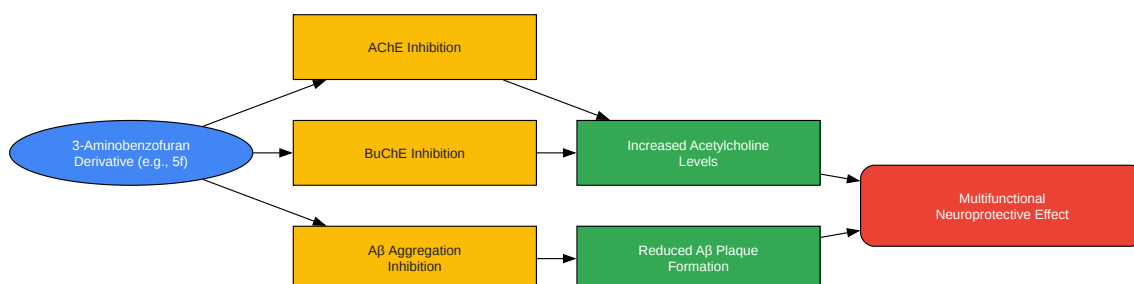 AChE Inhibition
3-Aminobenzofuran
Derivative (e.g., 5f)
BuChE Inhibition
Increased Acetylcholine
Levels
Multifunctional
Neuroprotective Effect
Aβ Aggregation
Inhibition
Reduced Aβ Plaque
Formation